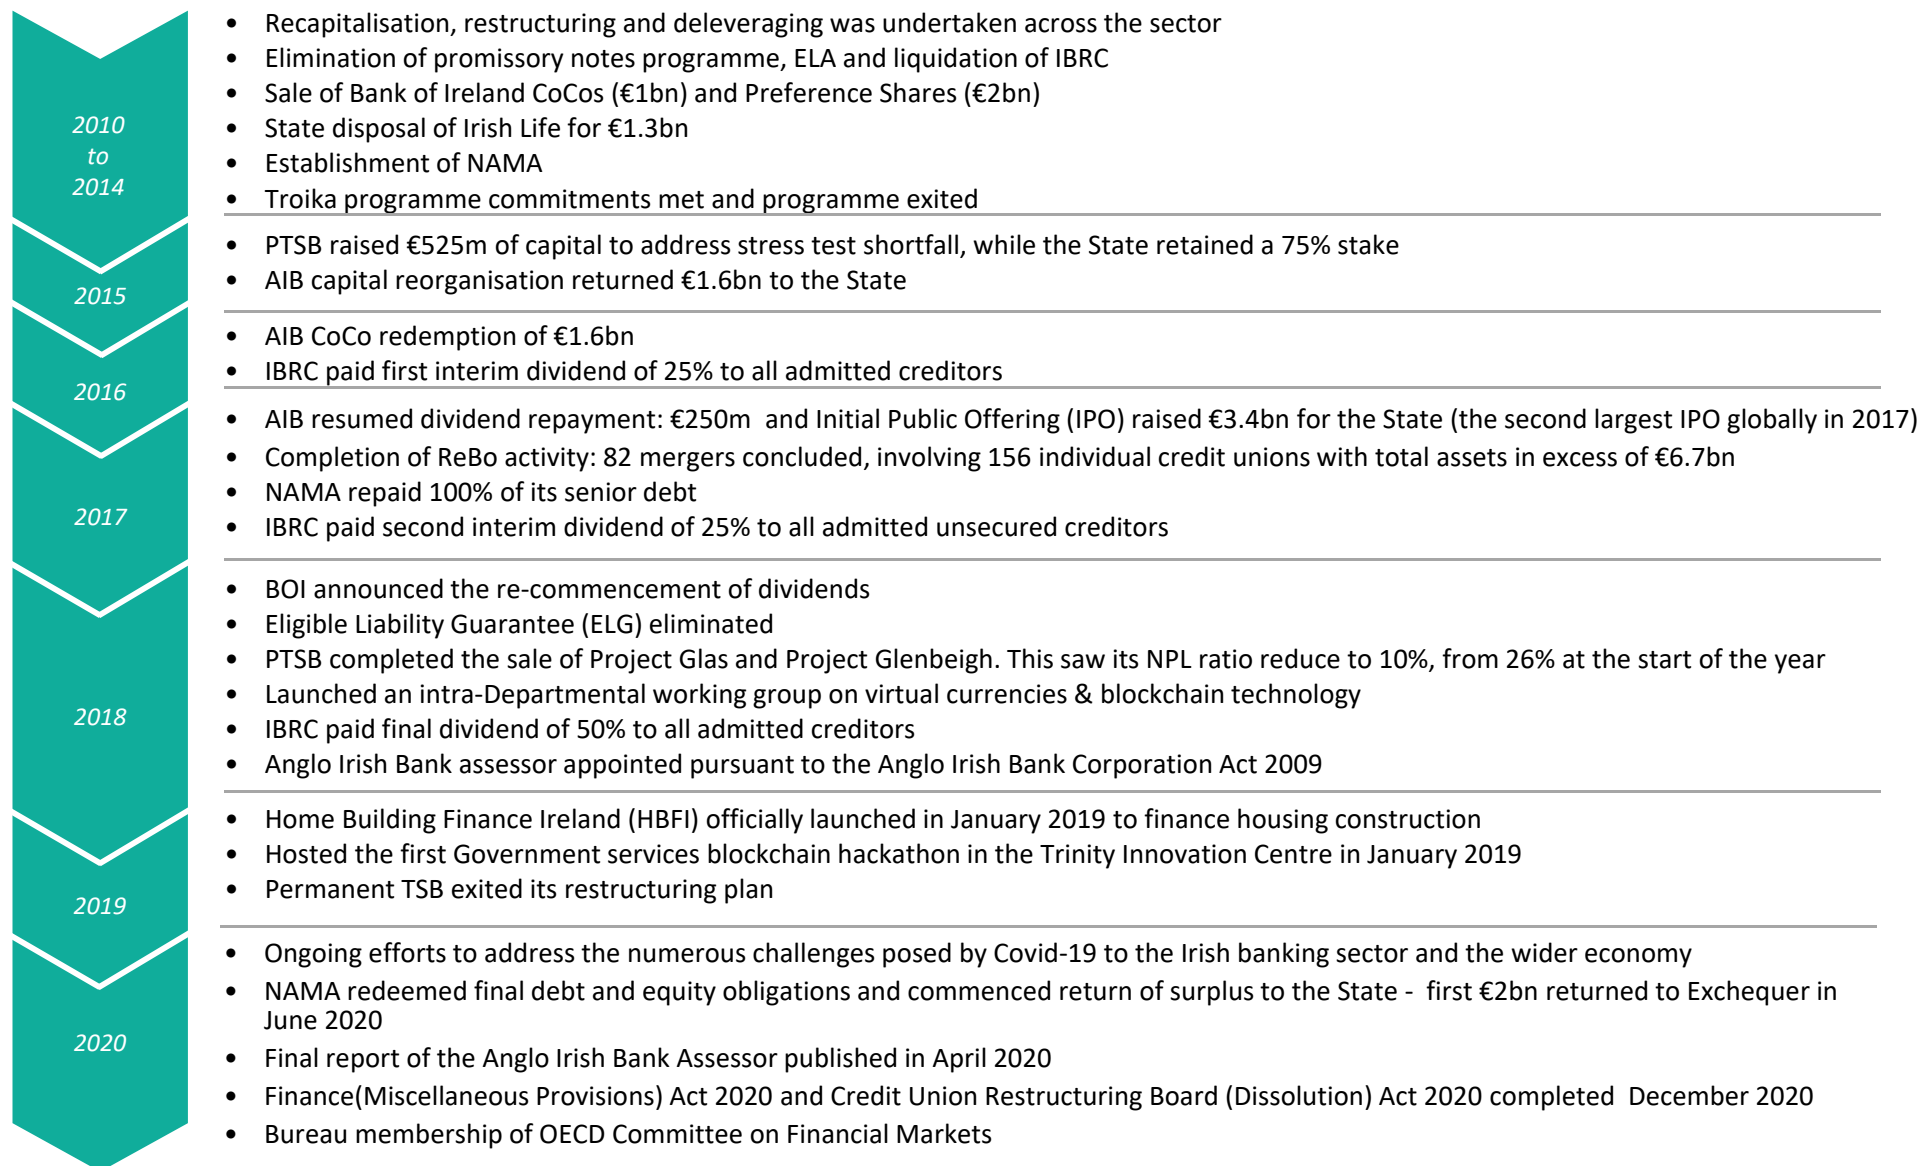 2010
to
2014
• Recapitalisation, restructuring and deleveraging was undertaken across the sector
• Elimination of promissory notes programme, ELA and liquidation of IBRC
• Sale of Bank of Ireland CoCos (€1bn) and Preference Shares (€2bn)
• State disposal of Irish Life for €1.3bn
• Establishment of NAMA
• Troika programme commitments met and programme exited
2015
• PTSB raised €525m of capital to address stress test shortfall, while the State retained a 75% stake
• AIB capital reorganisation returned €1.6bn to the State
2016
• AIB CoCo redemption of €1.6bn
• IBRC paid first interim dividend of 25% to all admitted creditors
2017
• AIB resumed dividend repayment: €250m  and Initial Public Offering (IPO) raised €3.4bn for the State (the second largest IPO globally in 2017)
• Completion of ReBo activity: 82 mergers concluded, involving 156 individual credit unions with total assets in excess of €6.7bn
• NAMA repaid 100% of its senior debt
• IBRC paid second interim dividend of 25% to all admitted unsecured creditors
2018
• BOI announced the re-commencement of dividends
• Eligible Liability Guarantee (ELG) eliminated
• PTSB completed the sale of Project Glas and Project Glenbeigh. This saw its NPL ratio reduce to 10%, from 26% at the start of the year
• Launched an intra-Departmental working group on virtual currencies & blockchain technology
• IBRC paid final dividend of 50% to all admitted creditors
• Anglo Irish Bank assessor appointed pursuant to the Anglo Irish Bank Corporation Act 2009
2019
• Home Building Finance Ireland (HBFI) officially launched in January 2019 to finance housing construction
• Hosted the first Government services blockchain hackathon in the Trinity Innovation Centre in January 2019
• Permanent TSB exited its restructuring plan
2020
• Ongoing efforts to address the numerous challenges posed by Covid-19 to the Irish banking sector and the wider economy
• NAMA redeemed final debt and equity obligations and commenced return of surplus to the State -  first €2bn returned to Exchequer in
June 2020
• Final report of the Anglo Irish Bank Assessor published in April 2020
• Finance(Miscellaneous Provisions) Act 2020 and Credit Union Restructuring Board (Dissolution) Act 2020 completed  December 2020
• Bureau membership of OECD Committee on Financial Markets